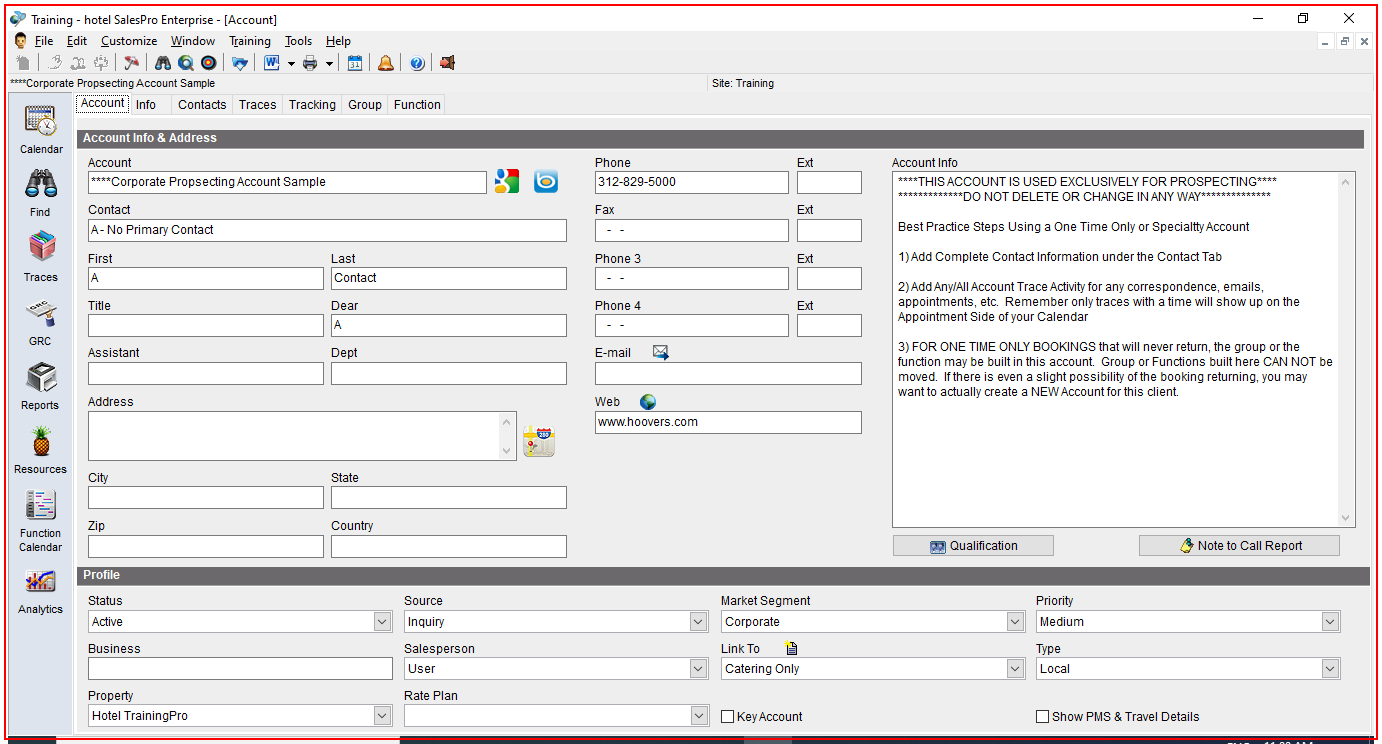 Training - hotel SalesPro Enterprise - [Account]
File Edit Customize Window Training Tools Help
****Corporate Propsecting Account Sample
Site: Training
Calendar
Find
Traces
GRC
Reports
Resources
Function
Calendar
Analytics
Account Info Contacts Traces Tracking Group Function
Account Info & Address
Account
****Corporate Propsecting Account Sample
Contact
A - No Primary Contact
First Last
A Contact
Title Dear
A
Assistant Dept
Address
City State
Zip Country
Phone Ext
312-829-5000
Fax Ext
- -
Phone 3 Ext
- -
Phone 4 Ext
- -
E-mail
Web
www.hoovers.com
Account Info
****THIS ACCOUNT IS USED EXCLUSIVELY FOR PROSPECTING****
*************DO NOT DELETE OR CHANGE IN ANY WAY**************
Best Practice Steps Using a One Time Only or Specialtty Account
1) Add Complete Contact Information under the Contact Tab
2) Add Any/All Account Trace Activity for any correspondence, emails,
appointments, etc. Remember only traces with a time will show up on the
Appointment Side of your Calendar
3) FOR ONE TIME ONLY BOOKINGS that will never return, the group or the
function may be built in this account. Group or Functions built here CAN NOT be
moved. If there is even a slight possibility of the booking returning, you may
want to actually create a NEW Account for this client.
Qualification Note to Call Report
Profile
Status Source Market Segment Priority
Active Inquiry Corporate Medium
Business Salesperson Link To Type
User Catering Only Local
Property Rate Plan
Hotel TrainingPro Key Account Show PMS & Travel Details